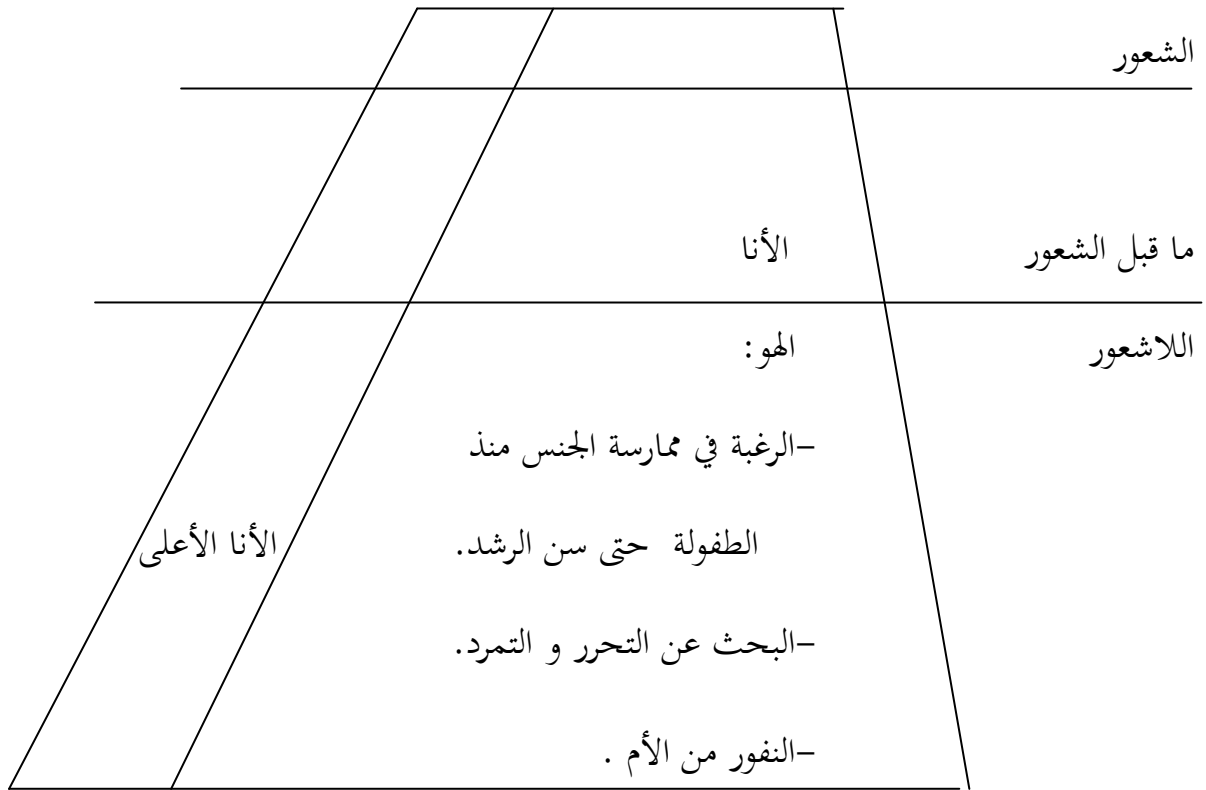 الشعور
ما قبل الشعور الأنا
اللاشعور الهو:
–الرغبة في ممارسة الجنس منذ
الطفولة حتى سن الرشد. الأنا الأعلى
–البحث عن التحرر و التمرد.
–النفور من الأم .